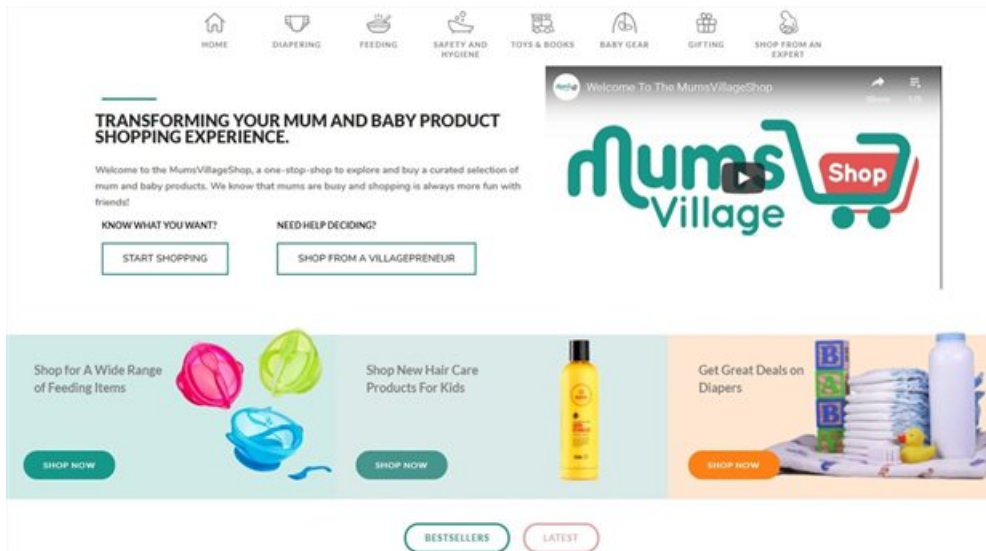 HOME
DIAPERING
FEEDING
SAFETY AND
HYGIENE
TOYS & BOOKS
BABY GEAR
GIFTING
SHOP FROM AN
EXPERT
Welcome To The MumsVillageShop
Share
1/5
TRANSFORMING YOUR MUM AND BABY PRODUCT
SHOPPING EXPERIENCE.
Welcome to the MumsVillageShop, a one-stop-shop to explore and buy a curated selection of
mum and baby products. We know that mums are busy and shopping is always more fun with
friends!
KNOW WHAT YOU WANT?
NEED HELP DECIDING?
START SHOPPING
SHOP FROM A VILLAGEPRENEUR
Mums
Village
Shop
Shop for A Wide Range
of Feeding Items
SHOP NOW
Shop New Hair Care
Products For Kids
SHOP NOW
Get Great Deals on
Diapers
SHOP NOW
B
A
B
BESTSELLERS
LATEST